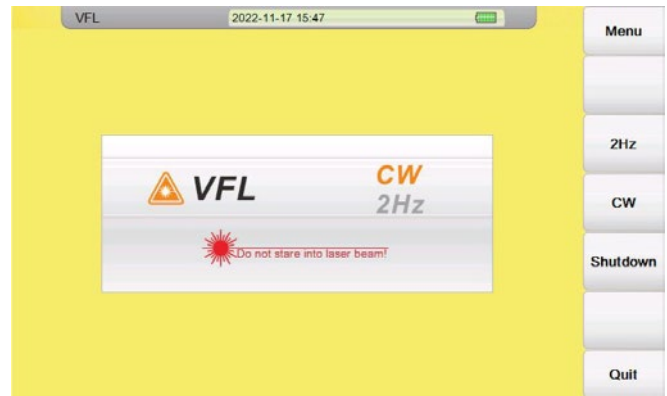 VFL 2022-11-17 15:47
Menu
2Hz
CW
Shutdown
Quit
VFL
CW
2Hz
Do not stare into laser beam!